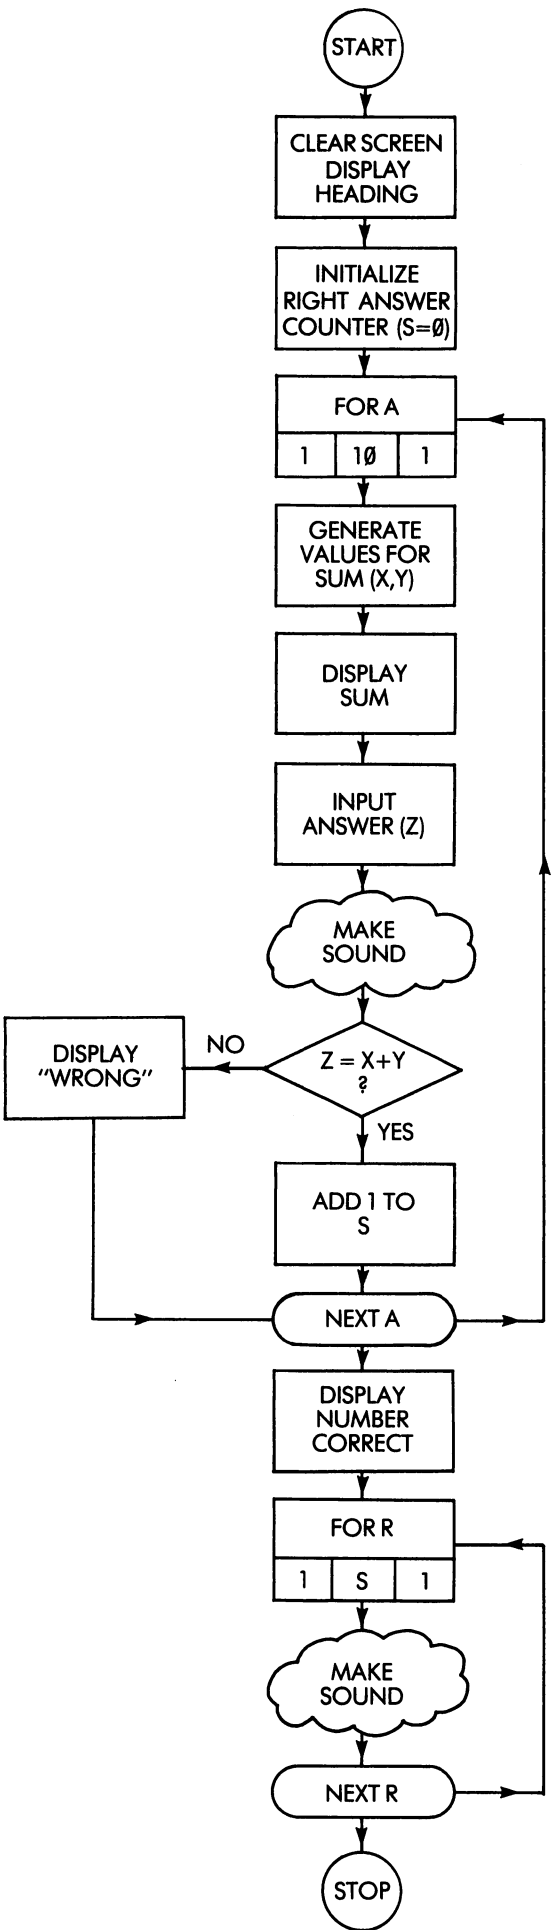 START
CLEAR SCREEN
DISPLAY
HEADING
INITIALIZE
RIGHT ANSWER
COUNTER (S=Ø)
FOR A
1 1Ø 1
GENERATE
VALUES FOR
SUM (X,Y)
DISPLAY
SUM
INPUT
ANSWER (Z)
MAKE
SOUND
Z = X+Y
?
NO
DISPLAY
"WRONG"
YES
ADD 1 TO
S
NEXT A
DISPLAY
NUMBER
CORRECT
FOR R
1 S 1
MAKE
SOUND
NEXT R
STOP